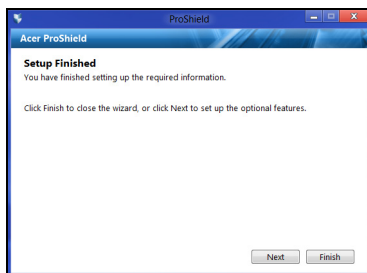 ProShield
Acer ProShield
Setup Finished
You have finished setting up the required information.
Click Finish to close the wizard, or click Next to set up the optional features.
Next Finish